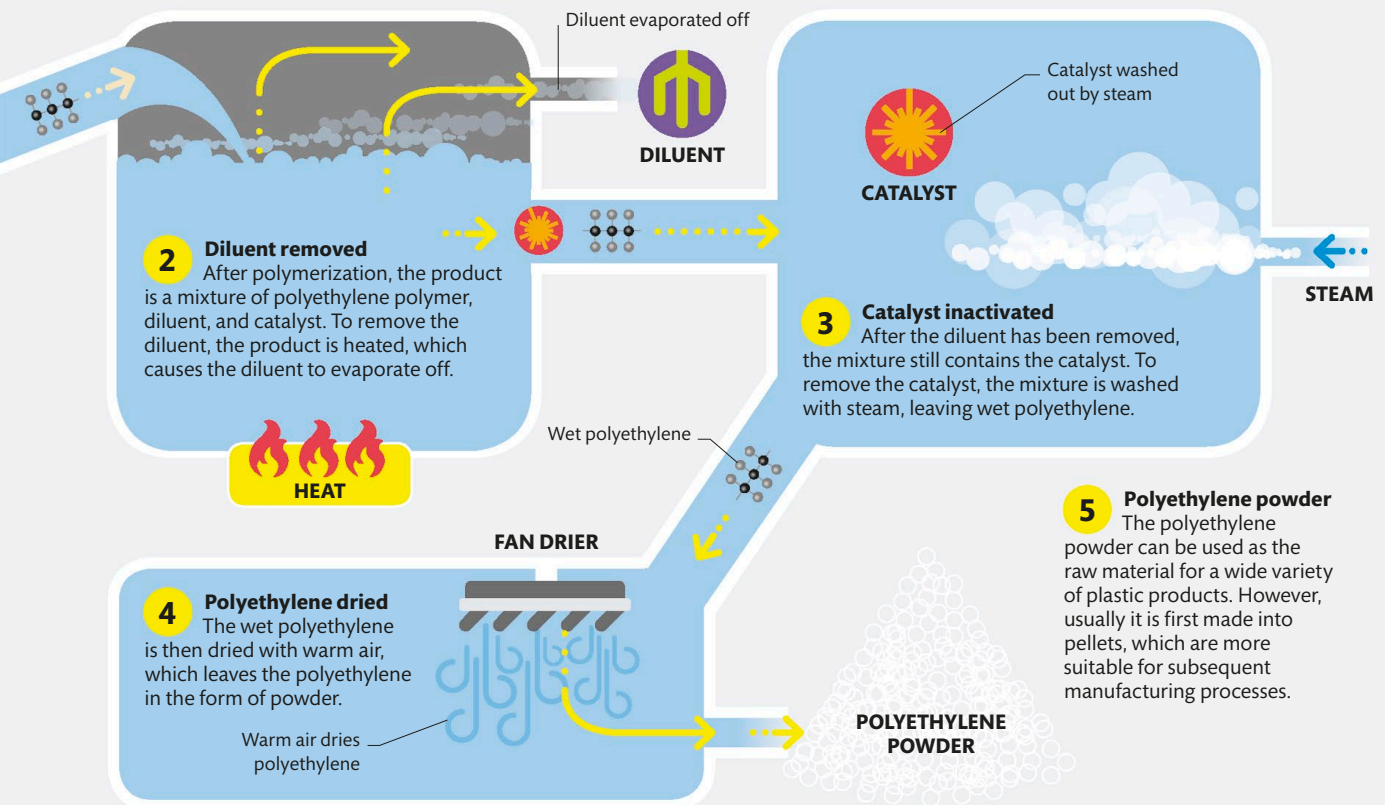 Diluent evaporated off
DILUENT
2
Diluent removed
After polymerization, the product
is a mixture of polyethylene polymer,
diluent, and catalyst. To remove the
diluent, the product is heated, which
causes the diluent to evaporate off.
HEAT
Catalyst washed
out by steam
CATALYST
STEAM
3
Catalyst inactivated
After the diluent has been removed,
the mixture still contains the catalyst. To
remove the catalyst, the mixture is washed
with steam, leaving wet polyethylene.
Wet polyethylene
FAN DRIER
4
Polyethylene dried
The wet polyethylene
is then dried with warm air,
which leaves the polyethylene
in the form of powder.
Warm air dries
polyethylene
POLYETHYLENE
POWDER
5
Polyethylene powder
The polyethylene
powder can be used as the
raw material for a wide variety
of plastic products. However,
usually it is first made into
pellets, which are more
suitable for subsequent
manufacturing processes.